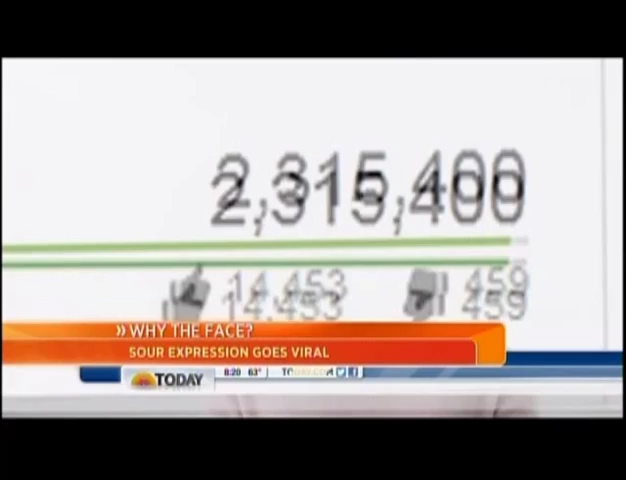 2,315,400
14,453 459
» WHY THE FACE?
SOUR EXPRESSION GOES VIRAL
TODAY 8:20 63°